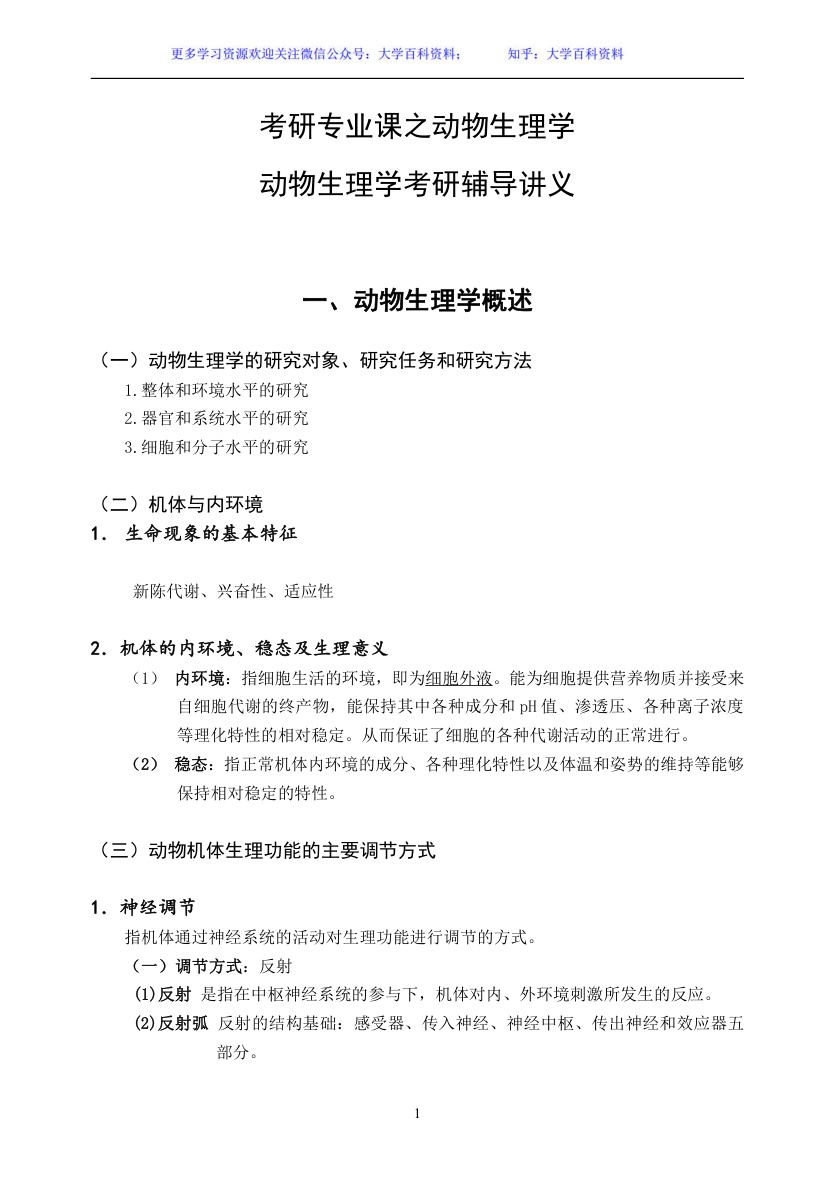 更多学习资源欢迎关注微信公众号：大学百科资料； 知乎：大学百科资料
考研专业课之动物生理学
动物生理学考研辅导讲义
一、动物生理学概述
（一）动物生理学的研究对象、研究任务和研究方法
1.整体和环境水平的研究
2.器官和系统水平的研究
3.细胞和分子水平的研究
（二）机体与内环境
1． 生命现象的基本特征
新陈代谢、兴奋性、适应性
2．机体的内环境、稳态及生理意义
（1） 内环境：指细胞生活的环境，即为细胞外液。能为细胞提供营养物质并接受来
自细胞代谢的终产物，能保持其中各种成分和 pH 值、渗透压、各种离子浓度
等理化特性的相对稳定。从而保证了细胞的各种代谢活动的正常进行。
（2） 稳态：指正常机体内环境的成分、各种理化特性以及体温和姿势的维持等能够
保持相对稳定的特性。
（三）动物机体生理功能的主要调节方式
1．神经调节
指机体通过神经系统的活动对生理功能进行调节的方式。
（一）调节方式：反射
(1)反射 是指在中枢神经系统的参与下，机体对内、外环境刺激所发生的反应。
(2)反射弧 反射的结构基础：感受器、传入神经、神经中枢、传出神经和效应器五
部分。
1